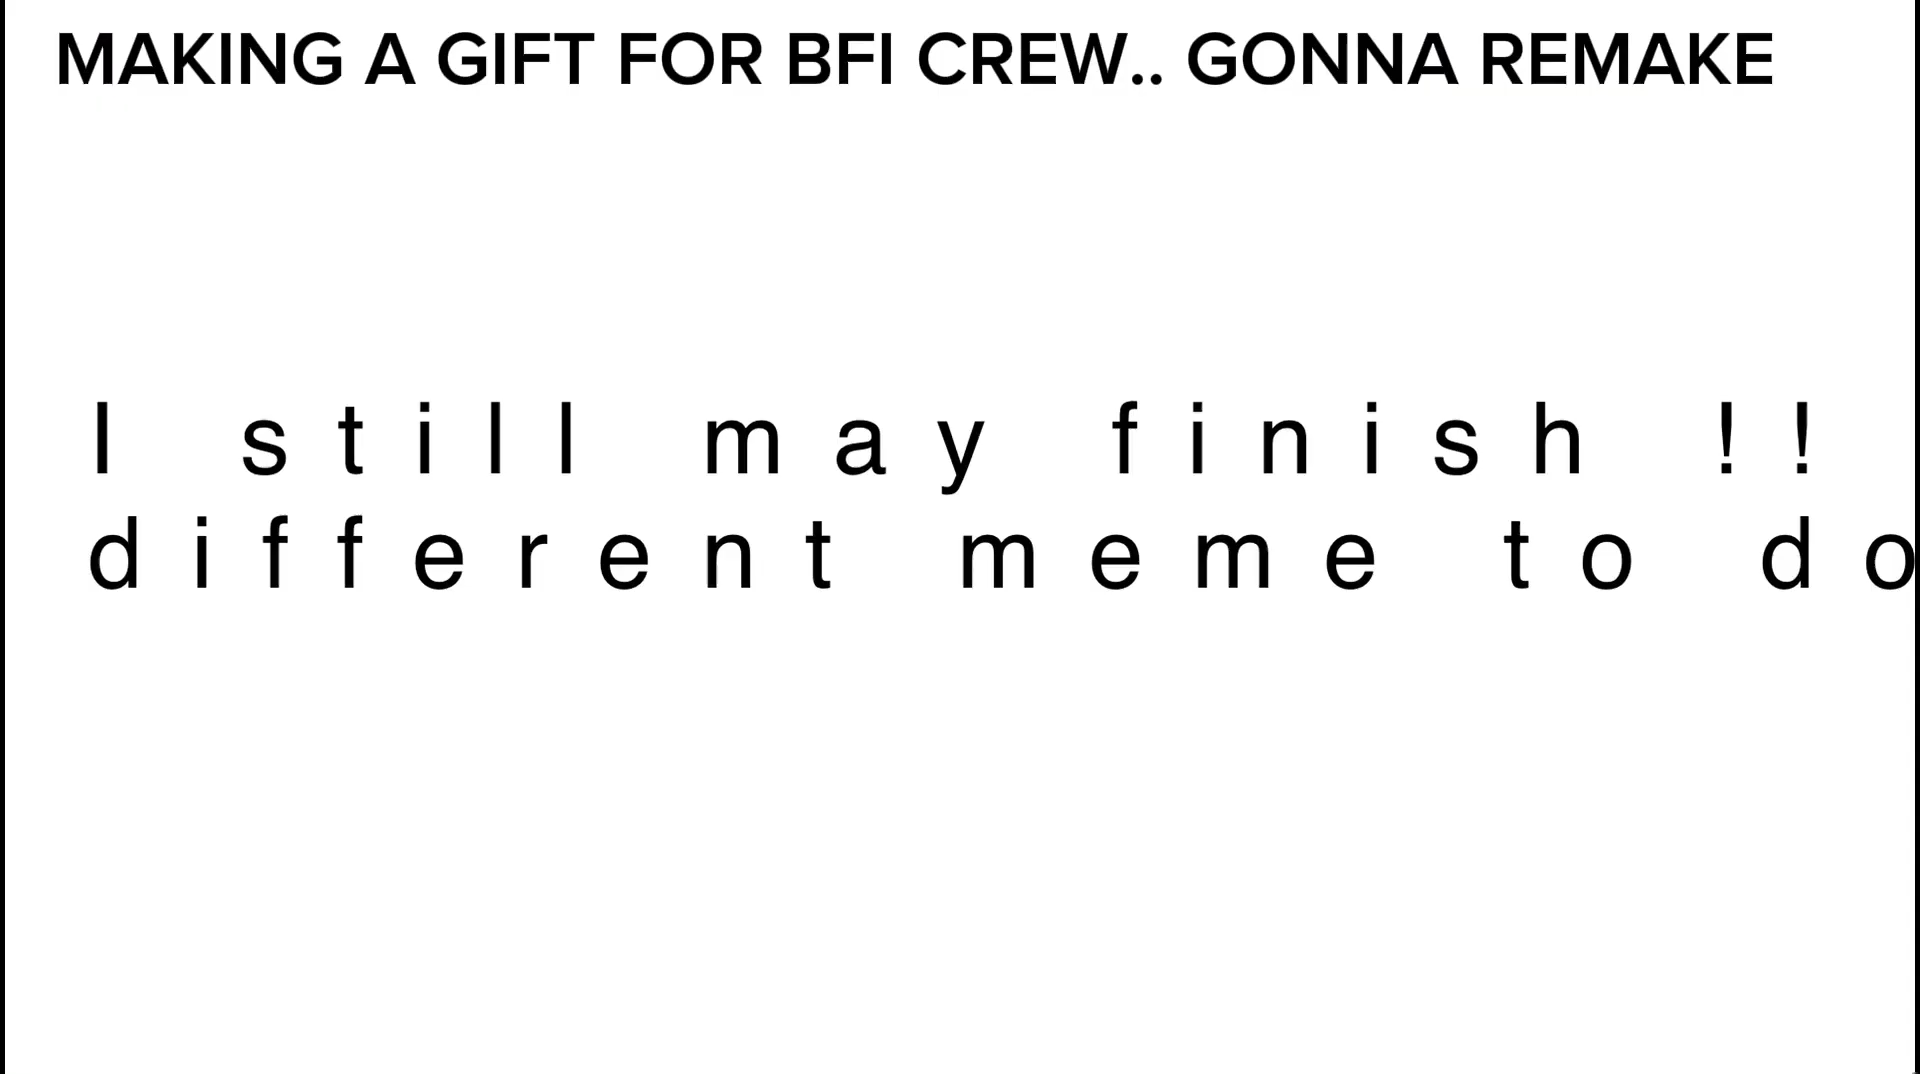 MAKING A GIFT FOR BFI CREW.. GONNA REMAKE
I still may finish !!
different meme to do